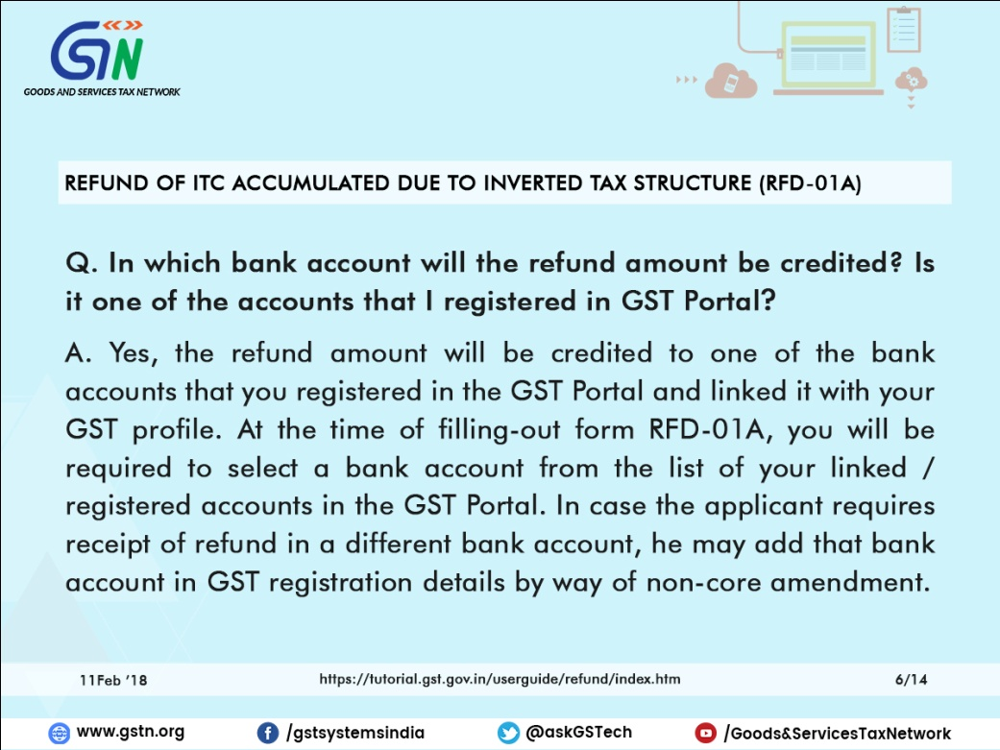 GSTN
GOODS AND SERVICES TAX NETWORK
REFUND OF ITC ACCUMULATED DUE TO INVERTED TAX STRUCTURE (RFD-01A)
Q. In which bank account will the refund amount be credited? Is
it one of the accounts that I registered in GST Portal?
A. Yes, the refund amount will be credited to one of the bank
accounts that you registered in the GST Portal and linked it with your
GST profile. At the time of filling-out form RFD-01A, you will be
required to select a bank account from the list of your linked /
registered accounts in the GST Portal. In case the applicant requires
receipt of refund in a different bank account, he may add that bank
account in GST registration details by way of non-core amendment.
11Feb ‘18
https://tutorial.gst.gov.in/userguide/refund/index.htm
6/14
www.gstn.org
/gstsystemsindia
@askGSTech
/Goods&ServicesTaxNetwork